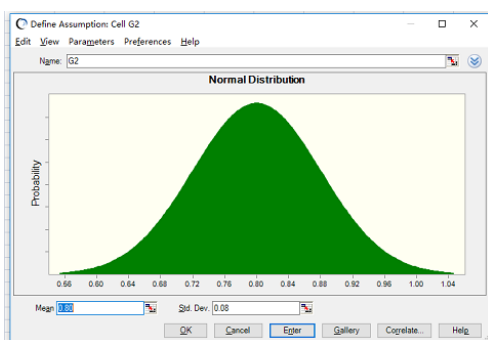 Define Assumption: Cell G2
Edit View Parameters Preferences Help
Name: G2
Normal Distribution
Probability
0.56 0.60 0.64 0.68 0.72 0.76 0.80 0.84 0.88 0.92 0.96 1.00 1.04
Mean 0.80 Std. Dev. 0.08
OK Cancel Enter Gallery Correlate... Help